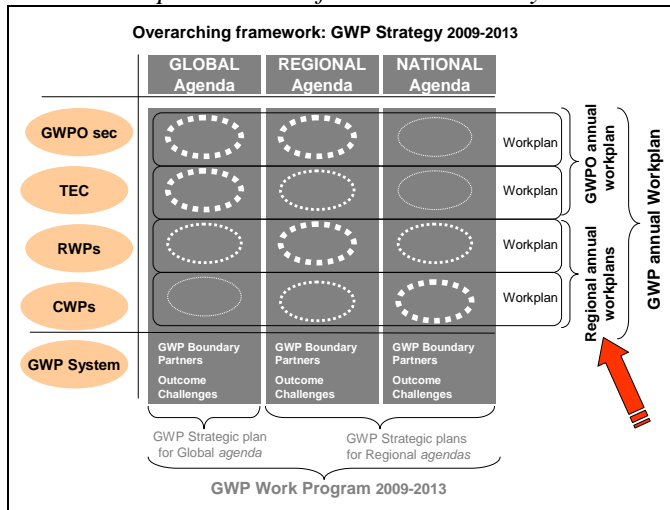 Overarching framework: GWP Strategy 2009-2013
GLOBAL
Agenda
REGIONAL
Agenda
NATIONAL
Agenda
GWPO sec
Workplan
TEC
Workplan
RWPs
Workplan
CWPs
Workplan
GWPO annual
workplan
Regional annual
workplans
GWP annual Workplan
GWP System
GWP Boundary
Partners
Outcome
Challenges
GWP Boundary
Partners
Outcome
Challenges
GWP Boundary
Partners
Outcome
Challenges
GWP Strategic plan
for Global agenda
GWP Strategic plans
for Regional agendas
GWP Work Program 2009-2013